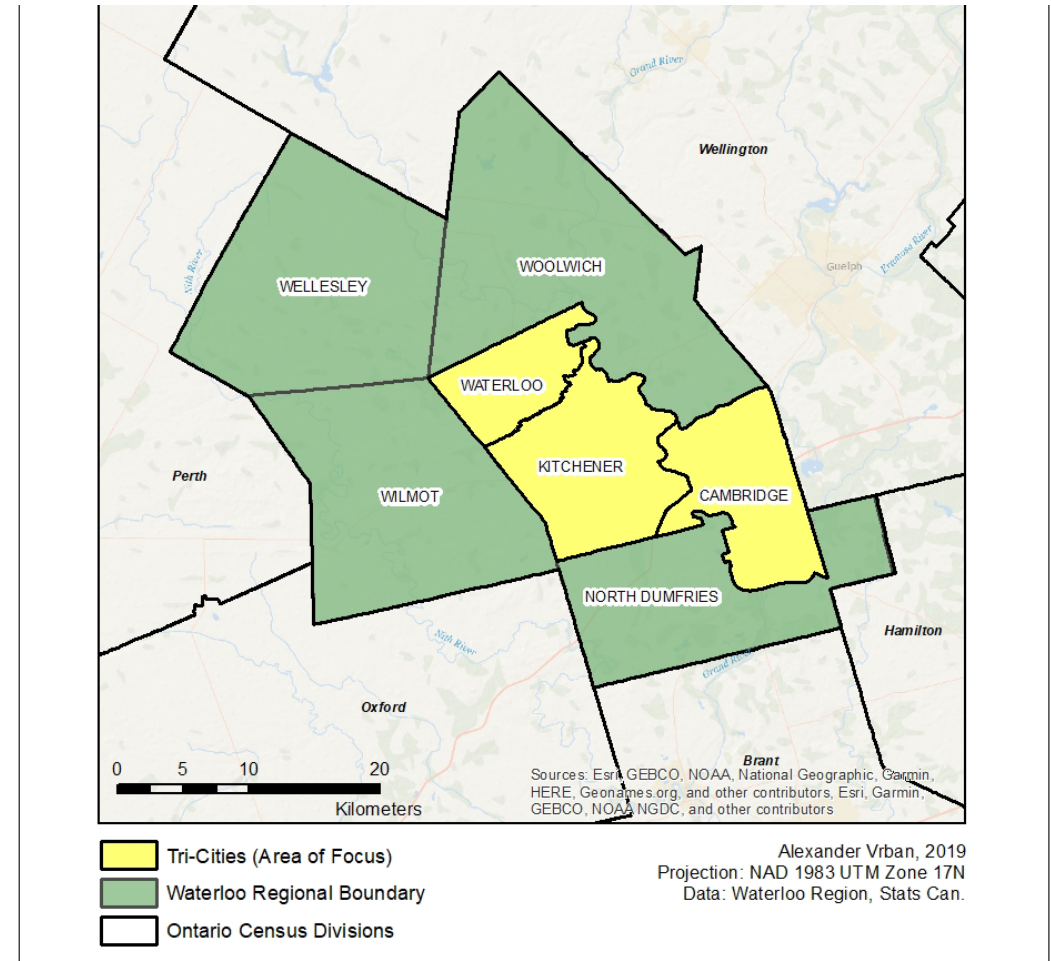 Grand River
Wellington
Nith River
WELLESLEY
WOOLWICH
Guelph
Eramosa River
WATERLOO
KITCHENER
CAMBRIDGE
Perth
WILMOT
NORTH DUMFRIES
Hamilton
Nith River
Grand River
Oxford
Brant
0 5 10 20
Kilometers
Sources: Esri, GEBCO, NOAA, National Geographic, Garmin,
HERE, Geonames.org, and other contributors, Esri, Garmin,
GEBCO, NOAA NGDC, and other contributors
Tri-Cities (Area of Focus)
Waterloo Regional Boundary
Ontario Census Divisions
Alexander Vrban, 2019
Projection: NAD 1983 UTM Zone 17N
Data: Waterloo Region, Stats Can.